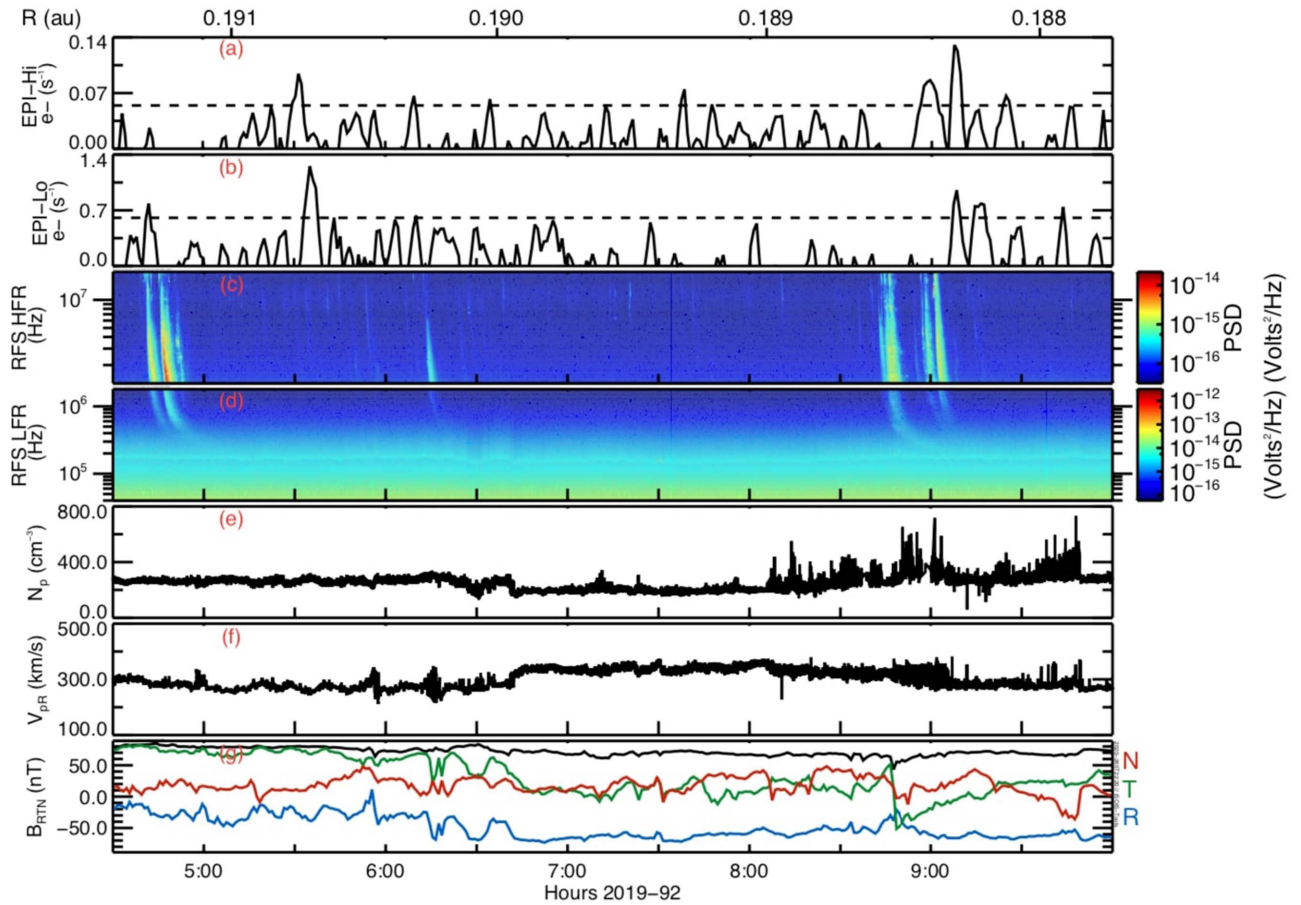 R (au) 0.191 0.190 0.189 0.188
(a)
EPI-Hi
e- (s⁻¹)
0.14
0.07
0.00
(b)
EPI-Lo
e- (s⁻¹)
1.4
0.7
0.0
(c)
RFS HFR
(Hz)
10⁷
10⁻¹⁴
10⁻¹⁵
10⁻¹⁶
PSD
(Volts²/Hz)
(d)
RFS LFR
(Hz)
10⁶
10⁵
10⁻¹²
10⁻¹³
10⁻¹⁴
10⁻¹⁵
10⁻¹⁶
PSD
(Volts²/Hz)
(e)
Nₚ (cm⁻³)
800.0
400.0
0.0
(f)
VₚR (km/s)
500.0
300.0
100.0
(g)
B_RTN (nT)
50.0
0.0
−50.0
N
T
R
5:00 6:00 7:00 8:00 9:00
Hours 2019−92